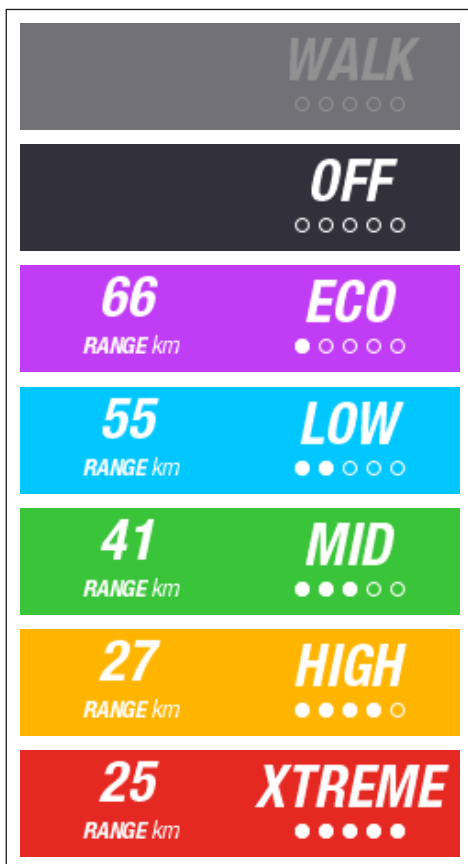 WALK
OFF
66 ECO
RANGE km
55 LOW
RANGE km
41 MID
RANGE km
27 HIGH
RANGE km
25 XTREME
RANGE km